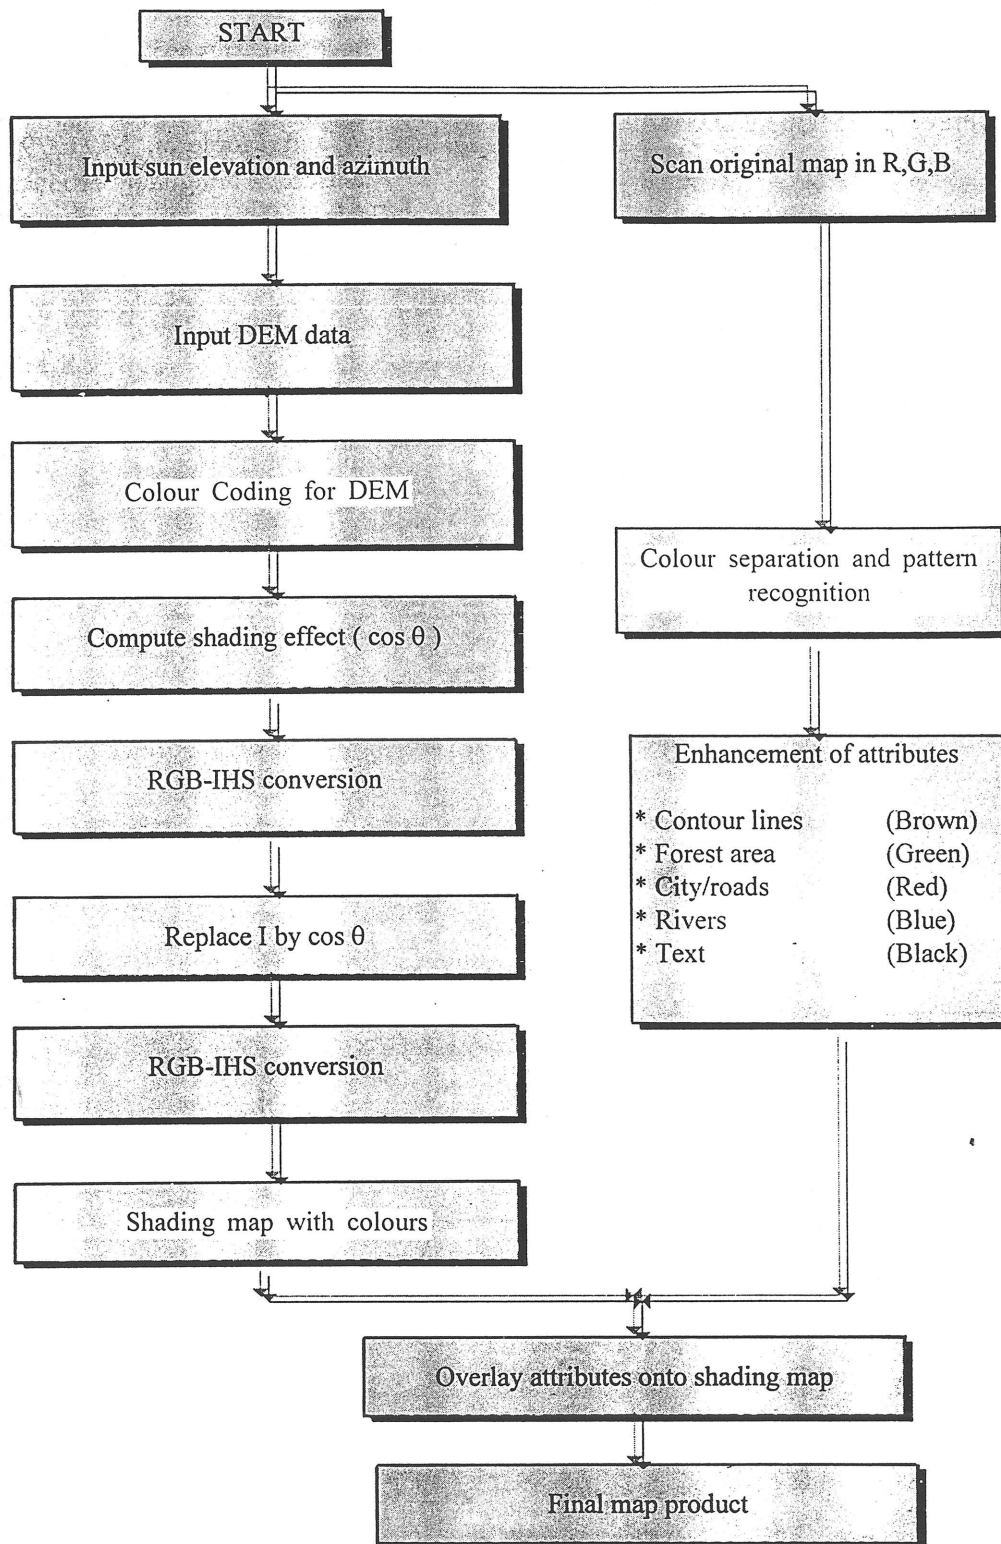 START
Input sun elevation and azimuth
Input DEM data
Colour Coding for DEM
Compute shading effect ( cos θ )
RGB-IHS conversion
Replace I by cos θ
RGB-IHS conversion
Shading map with colours
Scan original map in R,G,B
Colour separation and pattern
recognition
Enhancement of attributes
* Contour lines (Brown)
* Forest area (Green)
* City/roads (Red)
* Rivers (Blue)
* Text (Black)
Overlay attributes onto shading map
Final map product